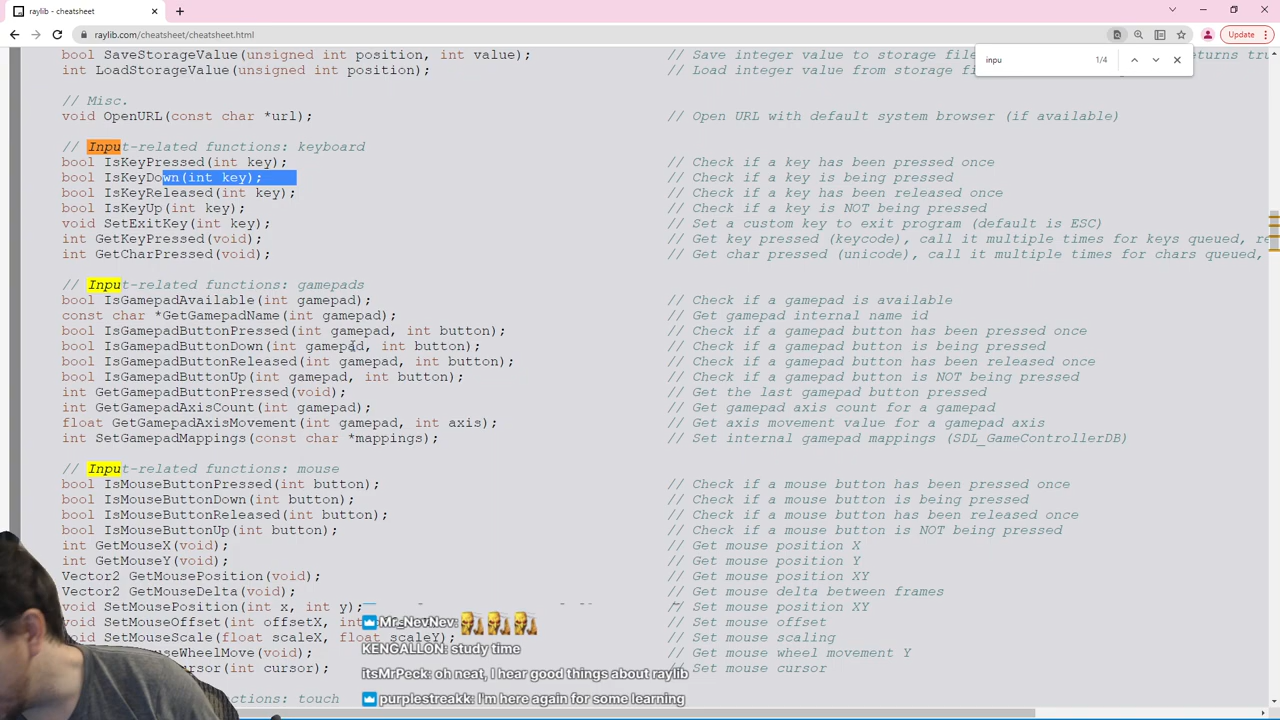 raylib - cheatsheet
raylib.com/cheatsheet/cheatsheet.html
Update
inpu 1/4
bool SaveStorageValue(unsigned int position, int value); // Save integer value to storage file returns tru
int LoadStorageValue(unsigned int position); // Load integer value from storage f
// Misc.
void OpenURL(const char *url); // Open URL with default system browser (if available)
// Input-related functions: keyboard
bool IsKeyPressed(int key); // Check if a key has been pressed once
bool IsKeyDown(int key); // Check if a key is being pressed
bool IsKeyReleased(int key); // Check if a key has been released once
bool IsKeyUp(int key); // Check if a key is NOT being pressed
void SetExitKey(int key); // Set a custom key to exit program (default is ESC)
int GetKeyPressed(void); // Get key pressed (keycode), call it multiple times for keys queued, re
int GetCharPressed(void); // Get char pressed (unicode), call it multiple times for chars queued,
// Input-related functions: gamepads
bool IsGamepadAvailable(int gamepad); // Check if a gamepad is available
const char *GetGamepadName(int gamepad); // Get gamepad internal name id
bool IsGamepadButtonPressed(int gamepad, int button); // Check if a gamepad button has been pressed once
bool IsGamepadButtonDown(int gamepad, int button); // Check if a gamepad button is being pressed
bool IsGamepadButtonReleased(int gamepad, int button); // Check if a gamepad button has been released once
bool IsGamepadButtonUp(int gamepad, int button); // Check if a gamepad button is NOT being pressed
int GetGamepadButtonPressed(void); // Get the last gamepad button pressed
int GetGamepadAxisCount(int gamepad); // Get gamepad axis count for a gamepad
float GetGamepadAxisMovement(int gamepad, int axis); // Get axis movement value for a gamepad axis
int SetGamepadMappings(const char *mappings); // Set internal gamepad mappings (SDL_GameControllerDB)
// Input-related functions: mouse
bool IsMouseButtonPressed(int button); // Check if a mouse button has been pressed once
bool IsMouseButtonDown(int button); // Check if a mouse button is being pressed
bool IsMouseButtonReleased(int button); // Check if a mouse button has been released once
bool IsMouseButtonUp(int button); // Check if a mouse button is NOT being pressed
int GetMouseX(void); // Get mouse position X
int GetMouseY(void); // Get mouse position Y
Vector2 GetMousePosition(void); // Get mouse position XY
Vector2 GetMouseDelta(void); // Get mouse delta between frames
void SetMousePosition(int x, int y); // Set mouse position XY
void SetMouseOffset(int offsetX, int // Set mouse offset
void SetMouseScale(float scaleX, float scaleY); // Set mouse scaling
ouseWheelMove(void); // Get mouse wheel movement Y
ursor(int cursor); // Set mouse cursor
ated functions: touch
Mr_NevNev:
KENGALLON: study time
itsMrPeck: oh neat, I hear good things about raylib
purplestreakk: I'm here again for some learning